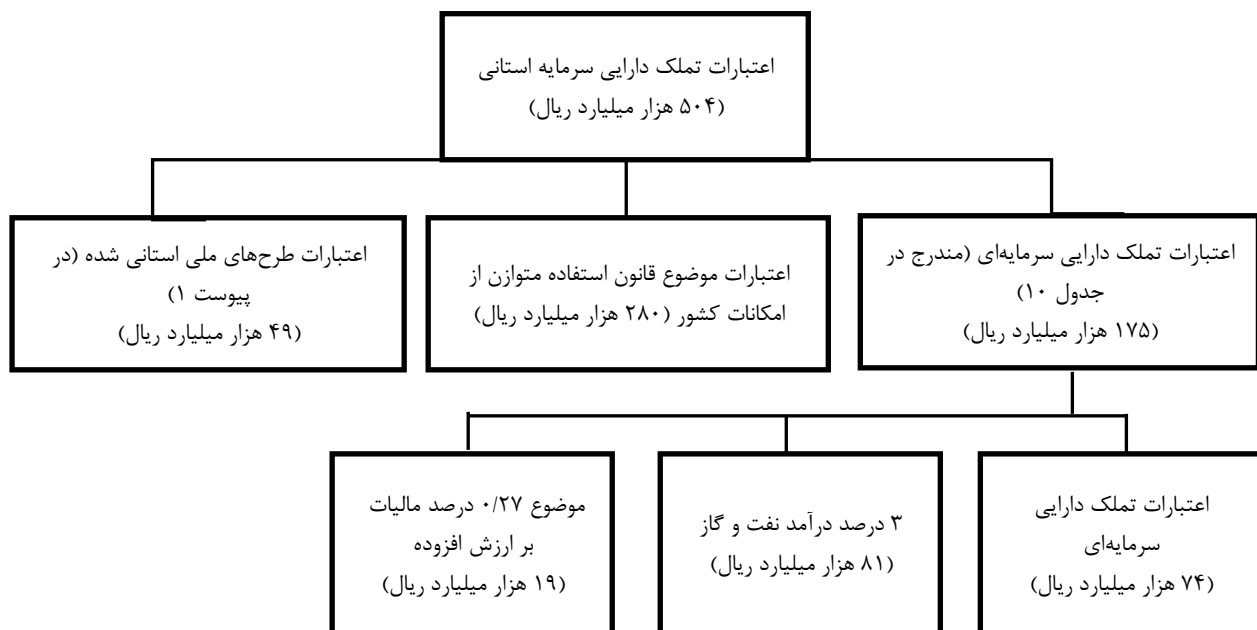 اعتبارات تملک دارایی سرمایه استانی
(۵۰۴ هزار میلیارد ریال)
اعتبارات تملک دارایی سرمایه‌ای (مندرج در
جدول ۱۰)
(۱۷۵ هزار میلیارد ریال)
اعتبارات موضوع قانون استفاده متوازن از
امکانات کشور (۲۸۰ هزار میلیارد ریال)
اعتبارات طرح‌های ملی استانی شده (در
پیوست ۱)
(۴۹ هزار میلیارد ریال)
اعتبارات تملک دارایی
سرمایه‌ای
(۷۴ هزار میلیارد ریال)
۳ درصد درآمد نفت و گاز
(۸۱ هزار میلیارد ریال)
موضوع ۰/۲۷ درصد مالیات
بر ارزش افزوده
(۱۹ هزار میلیارد ریال)